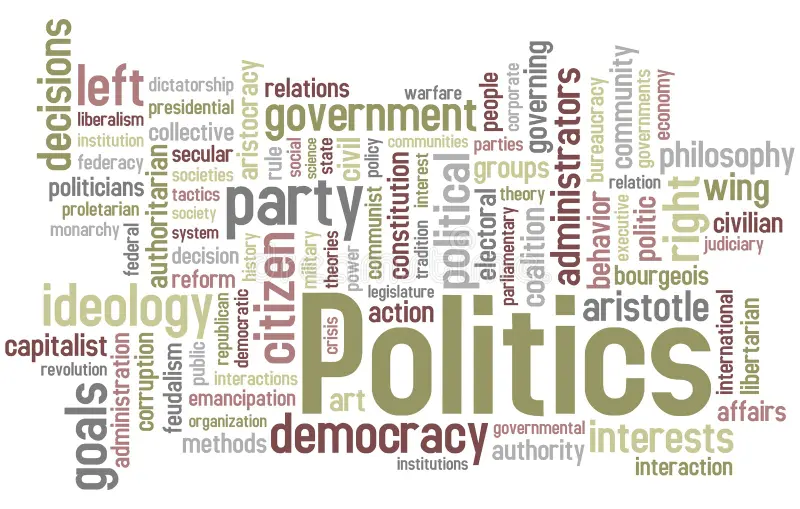 decisions
left
liberalism
institution
federacy
politicians
proletarian
monarchy
federal
authoritarian
dictatorship
presidential
collective
secular
societies
tactics
society
system
decision
reform
aristocracy
relations
government
rule
social
science
state
civil
policy
party
citizen
history
military
theories
power
communist
constitution
tradition
interest
communities
warfare
people
corporate
governing
parties
groups
theory
political
electoral
parliamentary
coalition
administrators
bureaucracy
community
governments
economy
philosophy
relation
behavior
executive
politic
right
wing
civilian
judiciary
bourgeois
aristotle
international
libertarian
affairs
ideology
capitalist
revolution
goals
administration
corruption
feudalism
public
republican
democratic
interactions
emancipation
organization
methods
crisis
legislature
action
Politics
art
democracy
institutions
governmental
authority
interests
interaction